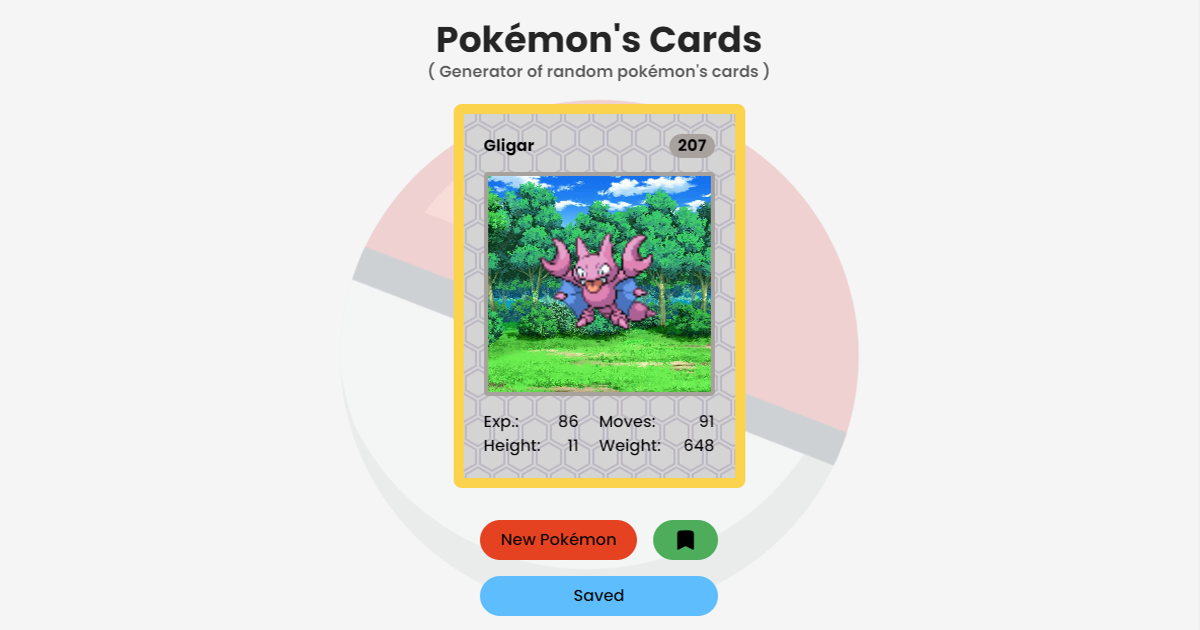 Pokémon's Cards
( Generator of random pokémon's cards )
Gligar 207
Exp.: 86 Moves: 91
Height: 11 Weight: 648
New Pokémon
Saved